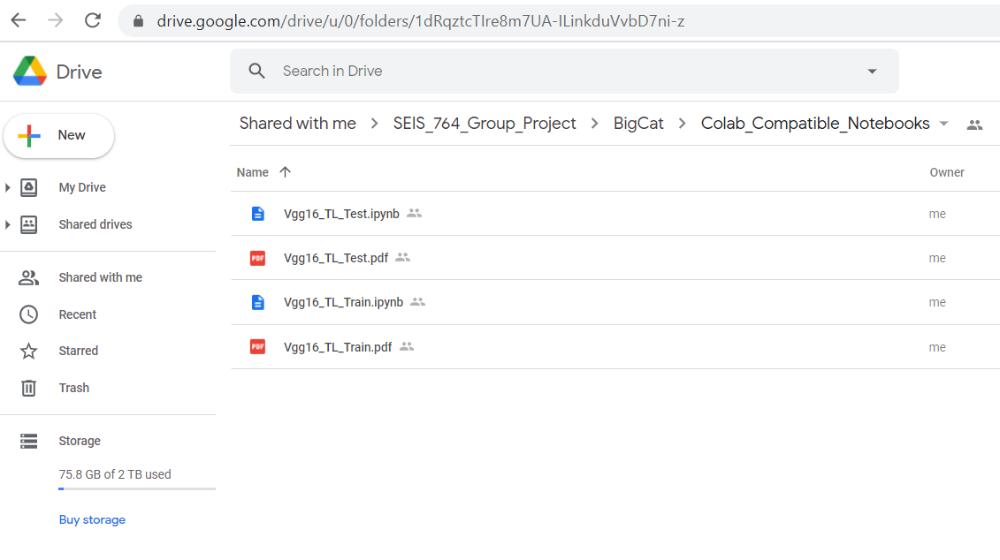 drive.google.com/drive/u/0/folders/1dRqztcTIre8m7UA-ILinkduVvbD7ni-z
Drive
Search in Drive
New
Shared with me > SEIS_764_Group_Project > BigCat > Colab_Compatible_Notebooks
Name
Owner
My Drive
Shared drives
Shared with me
Recent
Starred
Trash
Storage
75.8 GB of 2 TB used
Buy storage
Vgg16_TL_Test.ipynb
me
PDF
Vgg16_TL_Test.pdf
me
Vgg16_TL_Train.ipynb
me
PDF
Vgg16_TL_Train.pdf
me